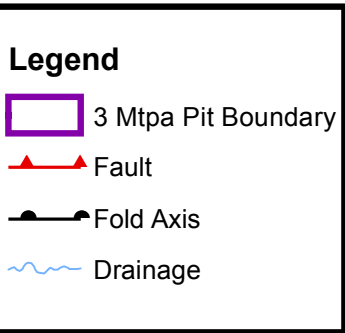 Legend
3 Mtpa Pit Boundary
Fault
Fold Axis
Drainage